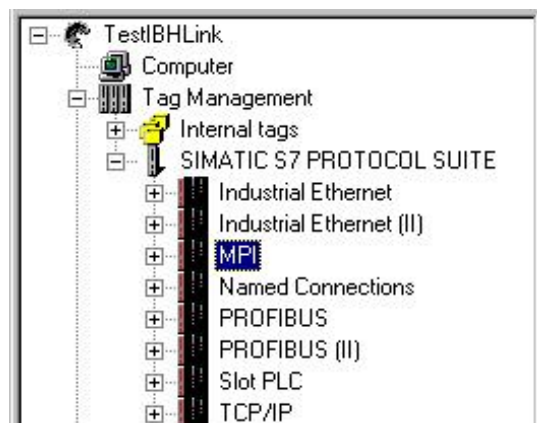 TestIBHLink
Computer
Tag Management
Internal tags
SIMATIC S7 PROTOCOL SUITE
Industrial Ethernet
Industrial Ethernet (II)
MPI
Named Connections
PROFIBUS
PROFIBUS (II)
Slot PLC
TCP/IP